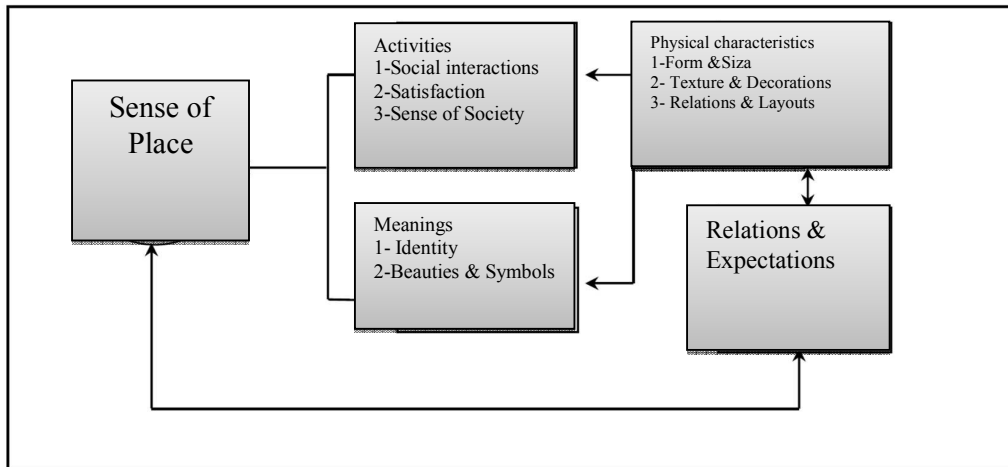 Sense of
Place
Activities
1-Social interactions
2-Satisfaction
3-Sense of Society
Meanings
1- Identity
2-Beauties & Symbols
Physical characteristics
1-Form &Siza
2- Texture & Decorations
3- Relations & Layouts
Relations &
Expectations